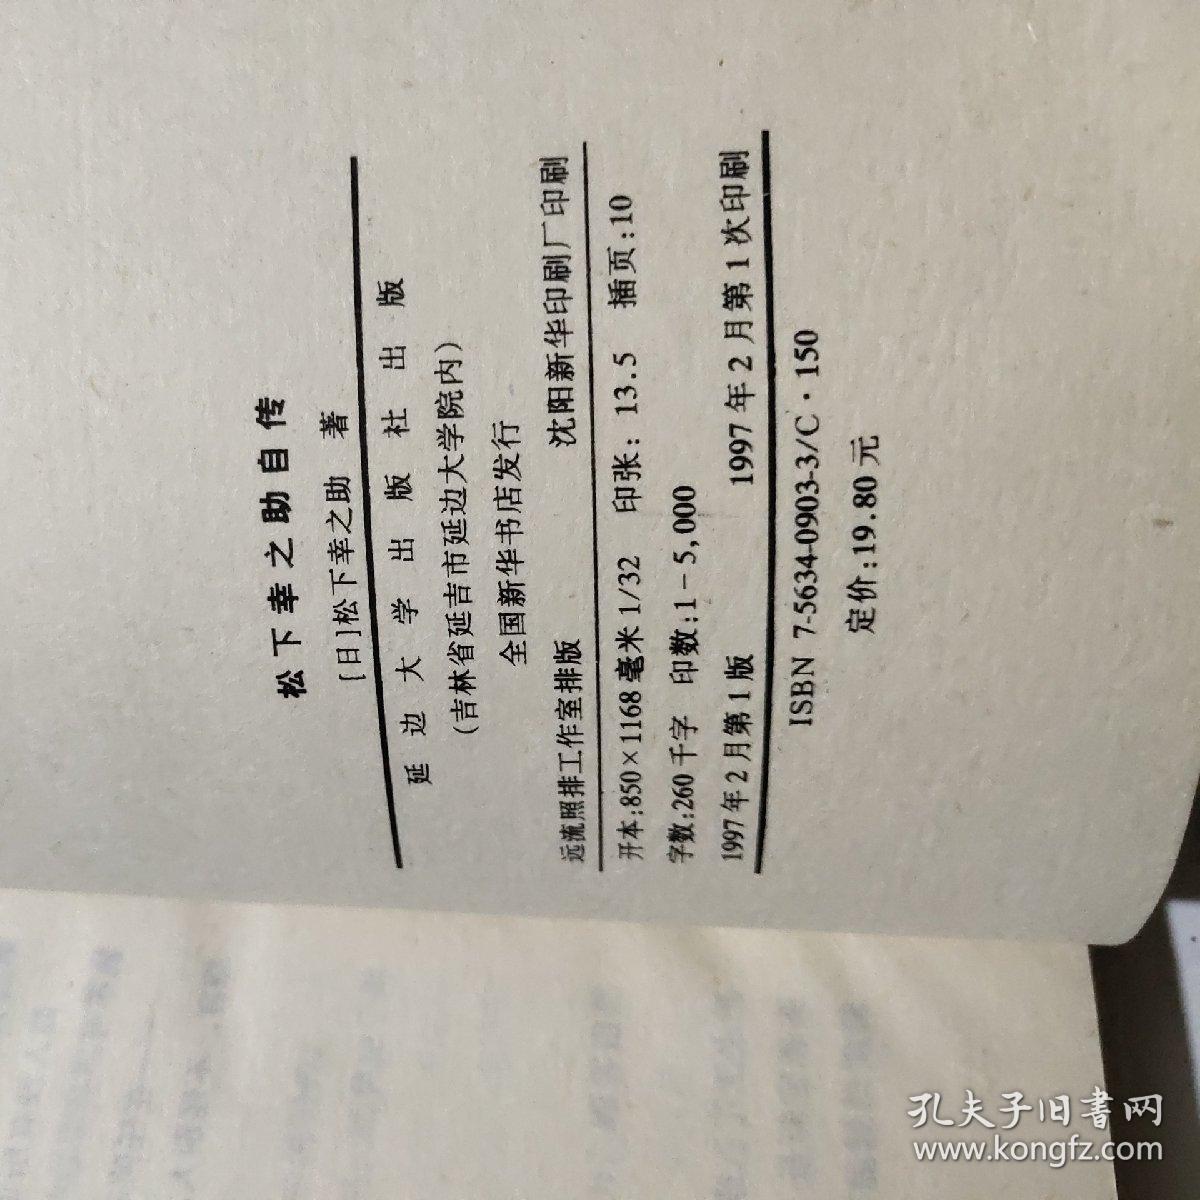 松下幸之助自传
[日]松下幸之助 著
延边大学出版社出版
(吉林省延吉市延边大学院内)
全国新华书店发行
远流照排工作室排版 沈阳新华印刷厂印刷
开本:850×1168毫米1/32 印张:13.5 插页:10
字数:260千字 印数:1-5,000
1997年2月第1版 1997年2月第1次印刷
ISBN 7-5634-0903-3/C·150
定价:19.80元
孔夫子旧書网
www.kongfz.com